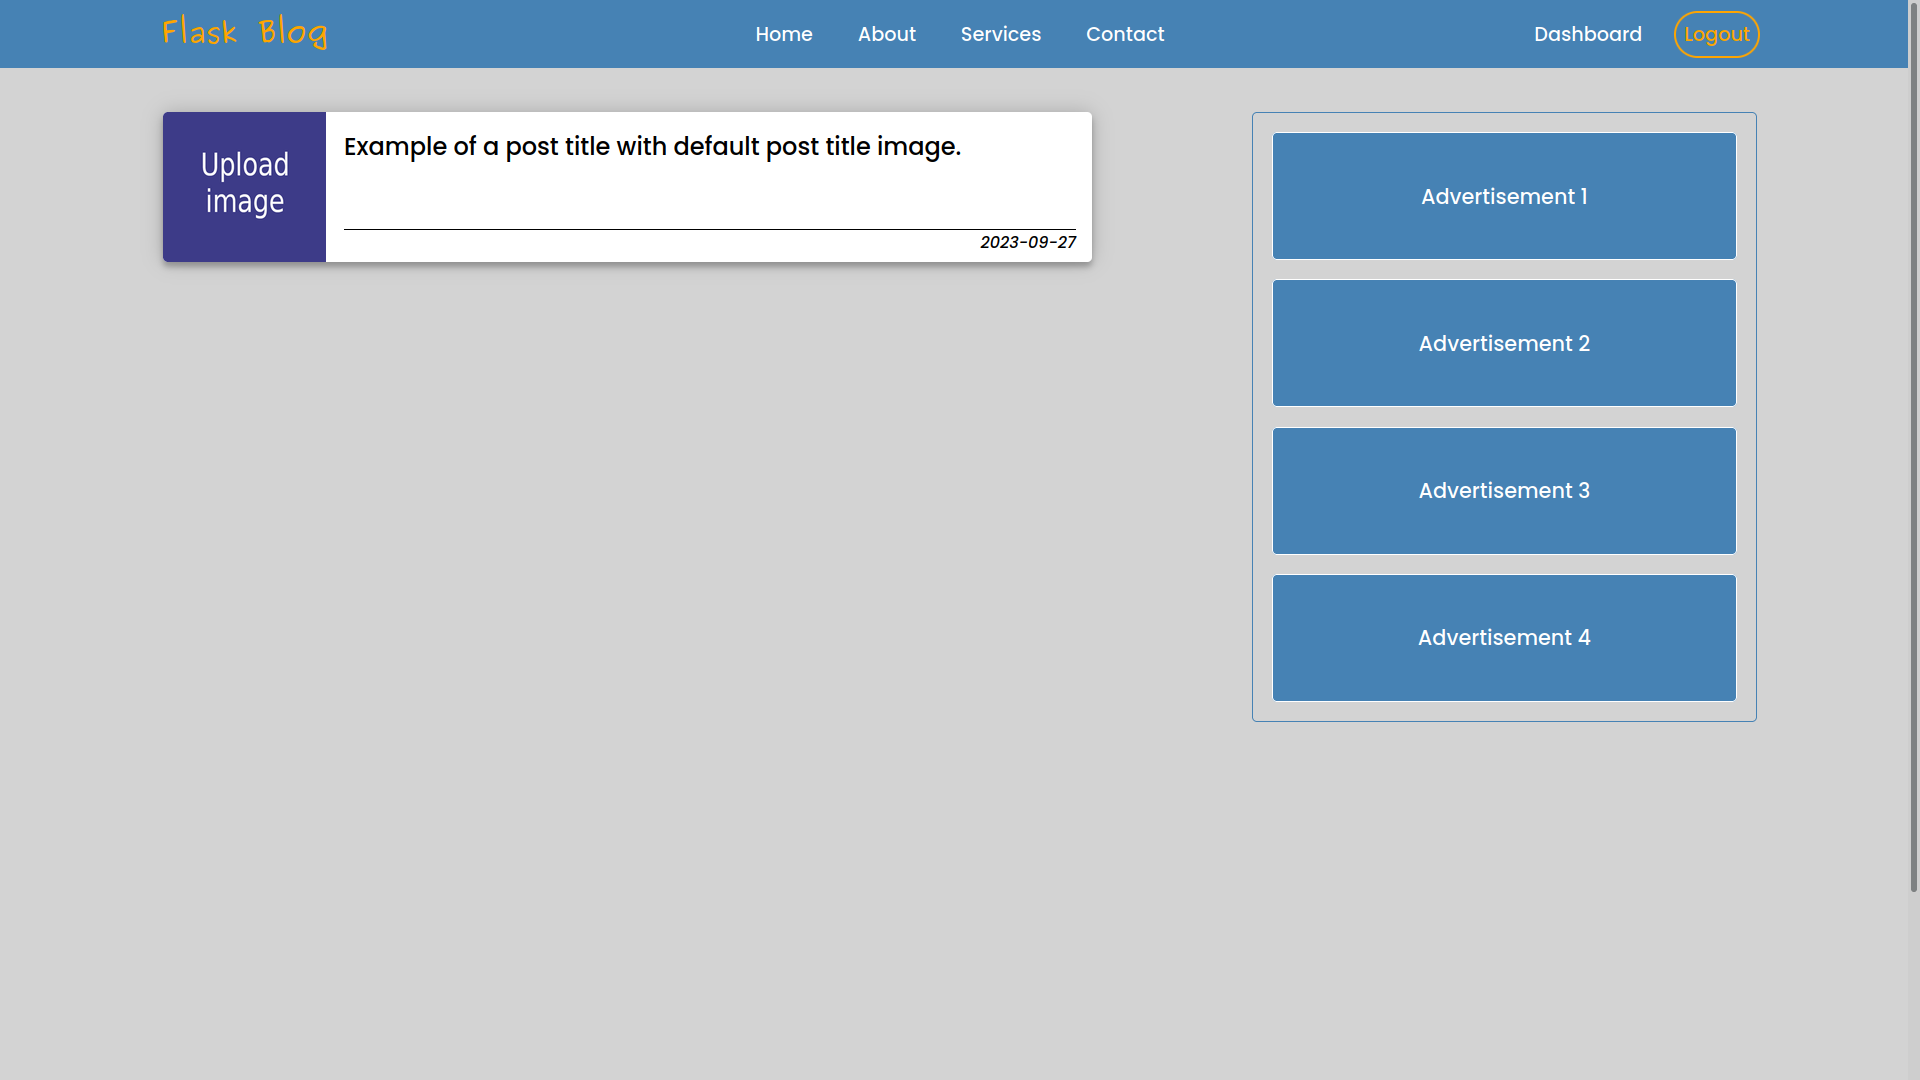 Flask Blog
Home About Services Contact
Dashboard Logout
Upload
image
Example of a post title with default post title image.
2023-09-27
Advertisement 1
Advertisement 2
Advertisement 3
Advertisement 4